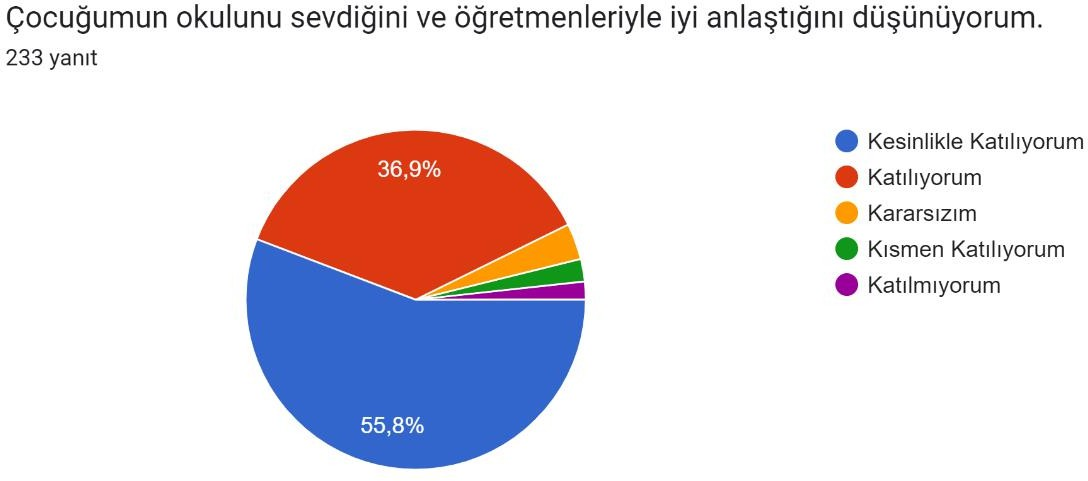 Çocuğumun okulunu sevdiğini ve öğretmenleriyle iyi anlaştığını düşünüyorum.
233 yanıt
36,9%
55,8%
Kesinlikle Katılıyorum
Katılıyorum
Kararsızım
Kısmen Katılıyorum
Katılmıyorum